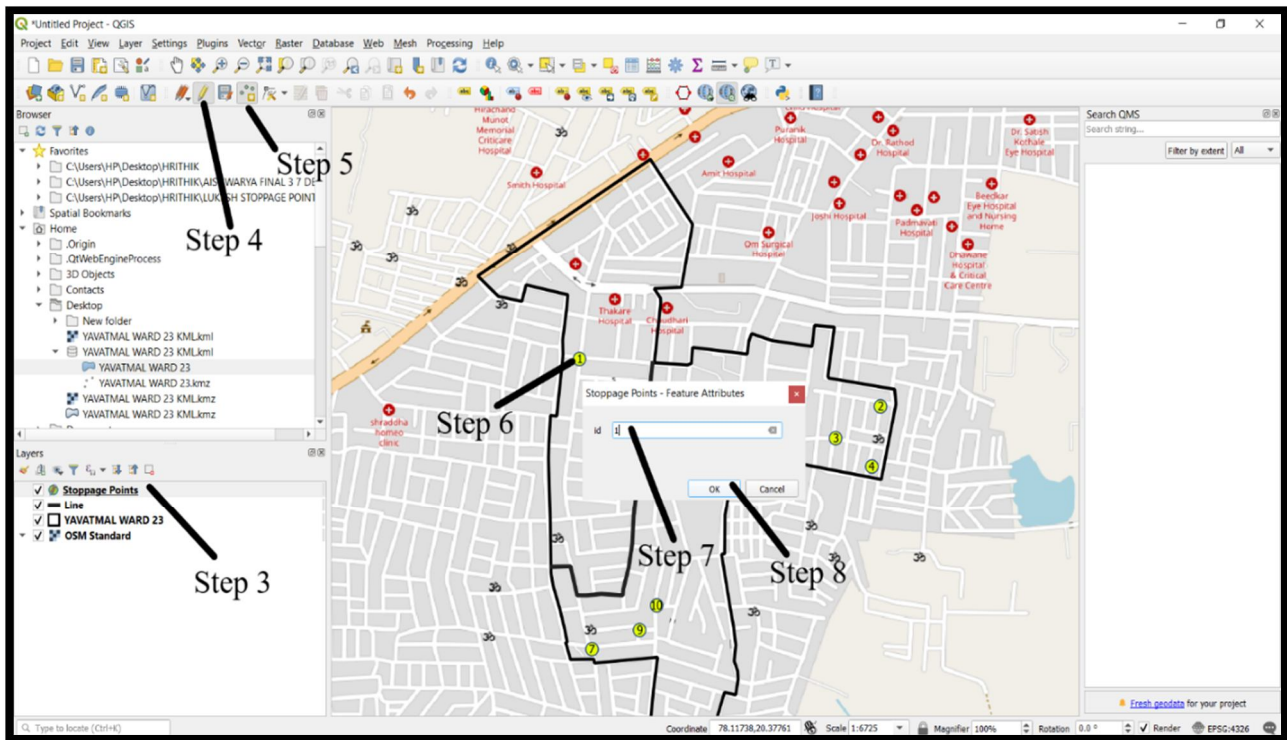 *Untitled Project - QGIS
Project Edit View Layer Settings Plugins Vector Raster Database Web Mesh Processing Help
Browser
Favorites
C:\Users\HP\Desktop\HRITHIK
C:\Users\HP\Desktop\HRITHIK\AIS WARYA FINAL 3 7 DE
C:\Users\HP\Desktop\HRITHIK\LUK SH STOPPAGE POINT
Spatial Bookmarks
Home
.Origin
.QtWebEngineProcess
3D Objects
Contacts
Desktop
New folder
YAVATMAL WARD 23 KML.kml
YAVATMAL WARD 23 KML.kml
YAVATMAL WARD 23
YAVATMAL WARD 23.kmz
YAVATMAL WARD 23 KML.kmz
YAVATMAL WARD 23 KML.kmz
Step 4
Step 5
Layers
Stoppage Points
Line
YAVATMAL WARD 23
OSM Standard
Step 3
Hirachand
Munot
Memorial
Criticare
Hospital
Smith Hospital
Puranik
Hospital
Dr. Rathod
Hospital
Dr. Satish
Kothale
Eye Hospital
Amit Hospital
Joshi Hospital
Padmavati
Hospital
Beedkar
Eye Hospital
and Nursing
Home
Om Surgical
Hospital
Dhawane
Hospital
& Critical
Care Centre
Thakare
Hospital
Hospital
shraddha
homeo
clinic
1
2
3
4
7
9
10
Step 6
Stoppage Points - Feature Attributes
id 1
OK Cancel
Step 7
Step 8
Search QMS
Search string...
Filter by extent All
Fresh geodata for your project
Type to locate (Ctrl+K)
Coordinate 78.11738,20.37761 Scale 1:6725 Magnifier 100% Rotation 0.0 ° Render EPSG:4326